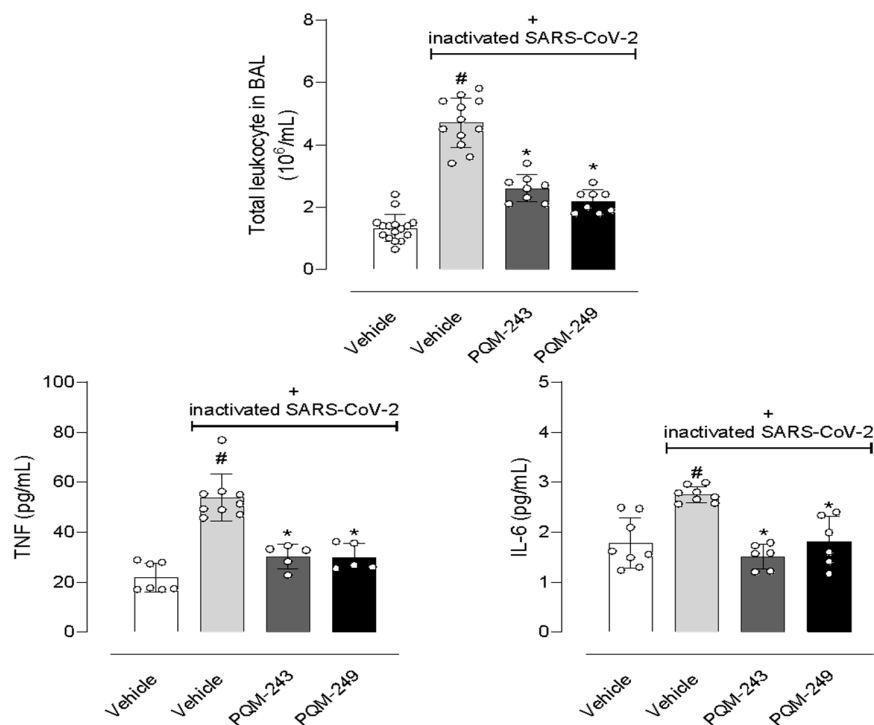 +
inactivated SARS-CoV-2
Total leukocyte in BAL
(10⁶/mL)
8
6
4
2
0
#
*
*
Vehicle
Vehicle
PQM-243
PQM-249
+
inactivated SARS-CoV-2
TNF (pg/mL)
100
80
60
40
20
0
#
*
*
Vehicle
Vehicle
PQM-243
PQM-249
+
inactivated SARS-CoV-2
IL-6 (pg/mL)
5
4
3
2
1
0
#
*
*
Vehicle
Vehicle
PQM-243
PQM-249